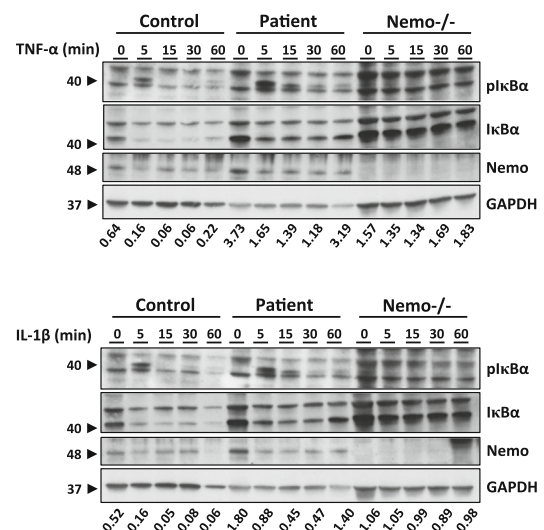 Control Patient Nemo-/-
TNF-α (min) 0 5 15 30 60 0 5 15 30 60 0 5 15 30 60
40 pIκBα
IκBα
40
48 Nemo
37 GAPDH
0.64 0.16 0.06 0.06 0.22 3.73 1.65 1.39 1.18 3.19 1.57 1.35 1.34 1.69 1.83
Control Patient Nemo-/-
IL-1β (min) 0 5 15 30 60 0 5 15 30 60 0 5 15 30 60
40 pIκBα
IκBα
40
48 Nemo
37 GAPDH
0.52 0.16 0.05 0.08 0.06 1.80 0.88 0.45 0.47 1.40 1.06 1.05 0.99 0.89 0.98